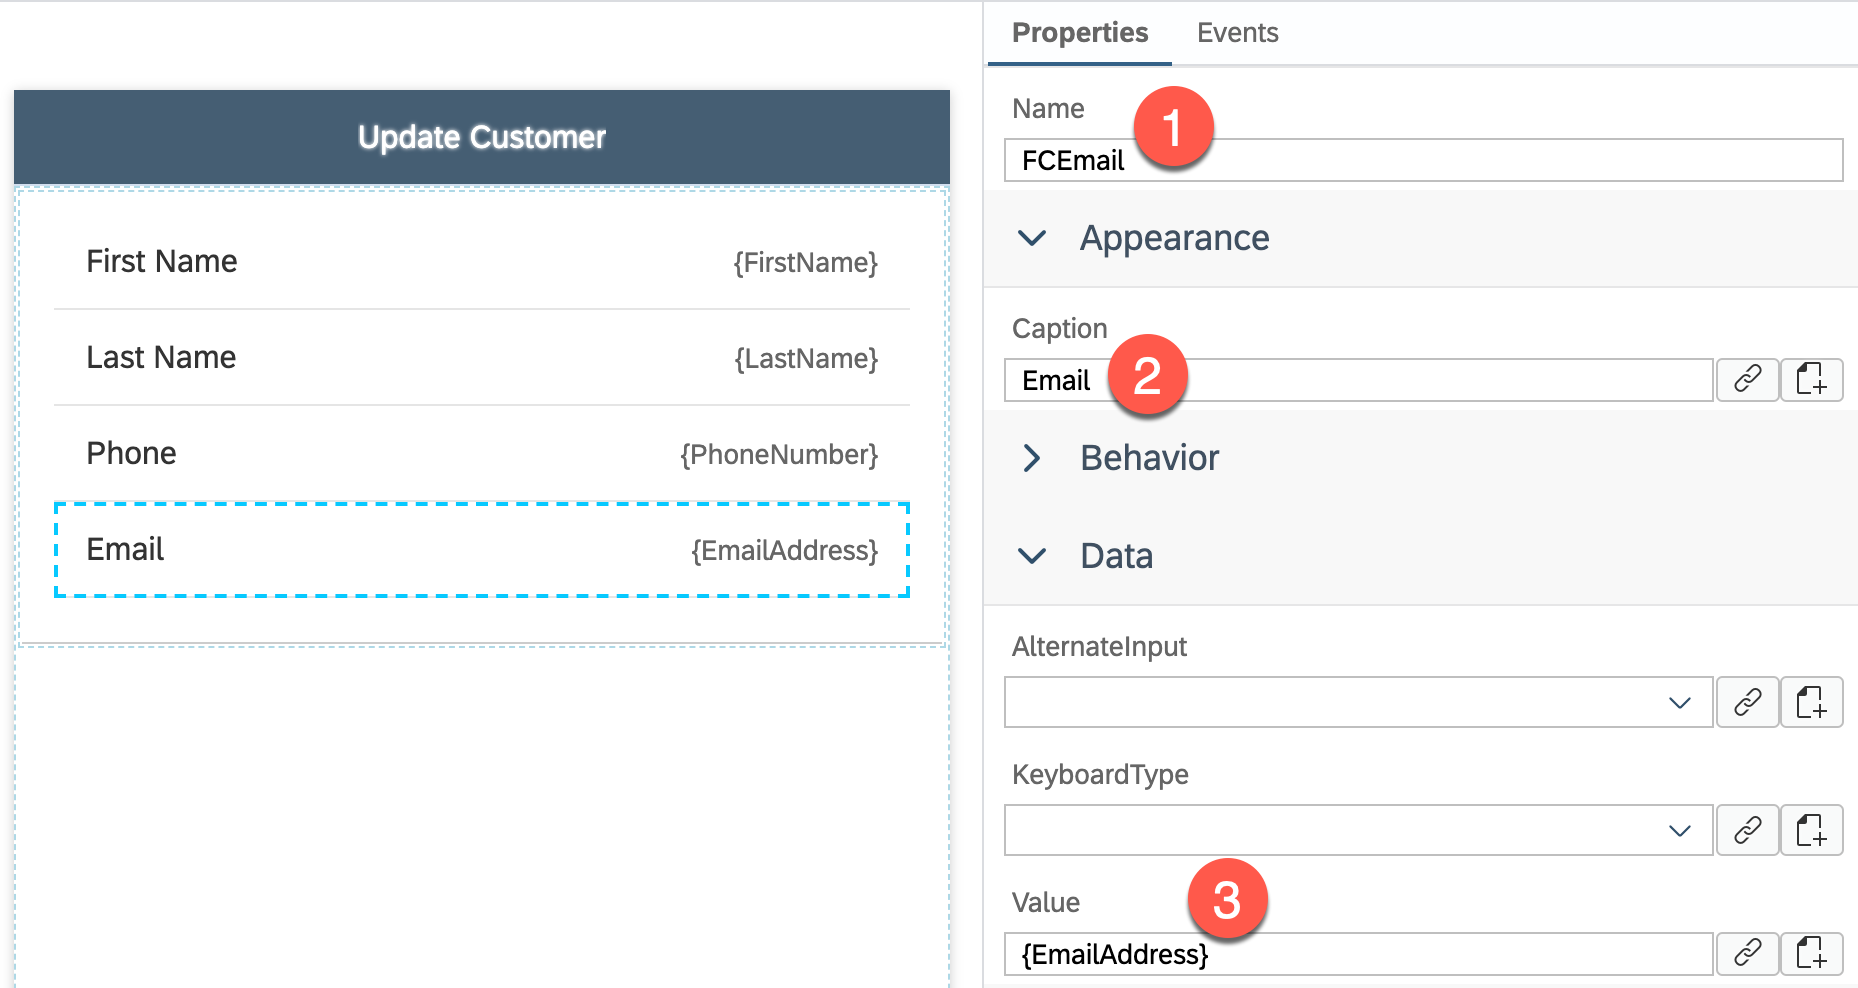 Update Customer
First Name {FirstName}
Last Name {LastName}
Phone {PhoneNumber}
Email {EmailAddress}
Properties Events
Name
1
FCEmail
Appearance
Caption
2
Email
Behavior
Data
AlternateInput
KeyboardType
Value
3
{EmailAddress}